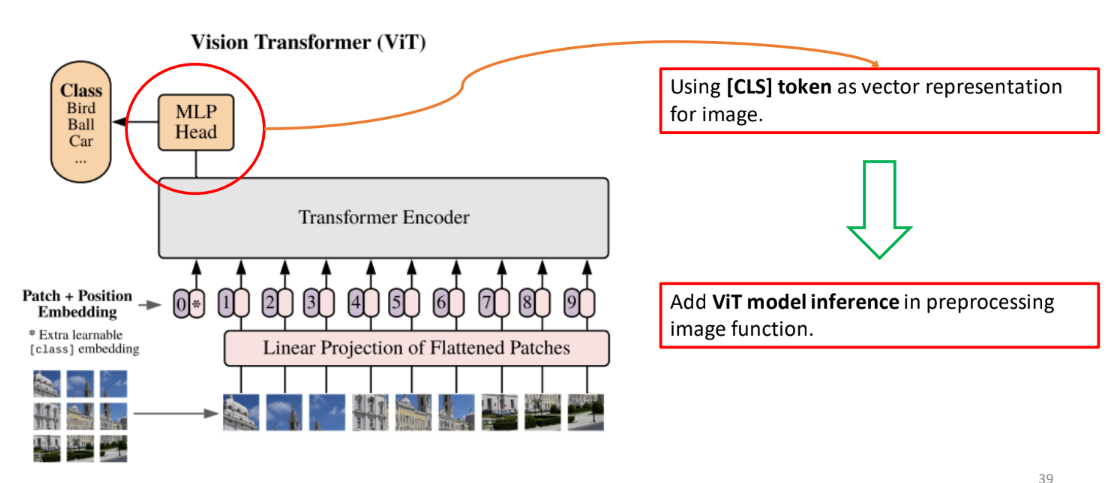 Vision Transformer (ViT)
Class
Bird
Ball
Car
...
MLP
Head
Transformer Encoder
Patch + Position
Embedding
* Extra learnable
[class] embedding
0 * 1 2 3 4 5 6 7 8 9
Linear Projection of Flattened Patches
Using [CLS] token as vector representation
for image.
Add ViT model inference in preprocessing
image function.
39